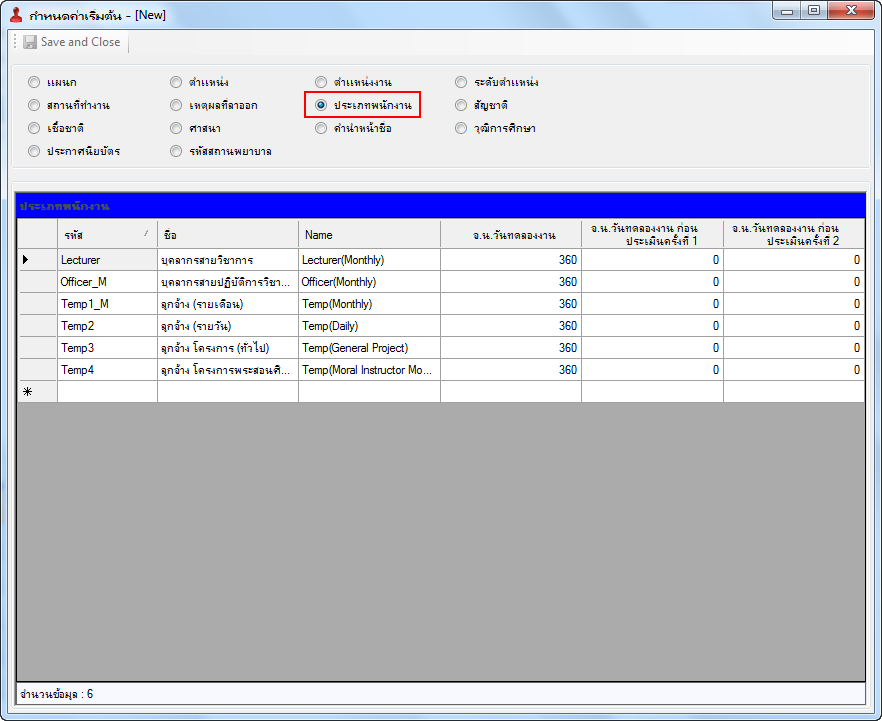 กำหนดค่าเริ่มต้น - [New]
Save and Close
แผนก ตำแหน่ง ตำแหน่งงาน ระดับตำแหน่ง
สถานที่ทำงาน เหตุผลที่ลาออก ประเภทพนักงาน สัญชาติ
เชื้อชาติ ศาสนา คำนำหน้าชื่อ วุฒิการศึกษา
ประกาศนียบัตร รหัสสถานพยาบาล
ประเภทพนักงาน
รหัส ชื่อ Name จ.น.วันทดลองงาน จ.น.วันทดลองงาน ก่อน จ.น.วันทดลองงาน ก่อน
ประเมินครั้งที่ 1 ประเมินครั้งที่ 2
Lecturer บุคลากรสายวิชาการ Lecturer(Monthly) 360 0 0
Officer_M บุคลากรสายปฏิบัติการวิชา... Officer(Monthly) 360 0 0
Temp1_M ลูกจ้าง (รายเดือน) Temp(Monthly) 360 0 0
Temp2 ลูกจ้าง (รายวัน) Temp(Daily) 360 0 0
Temp3 ลูกจ้าง โครงการ (ทั่วไป) Temp(General Project) 360 0 0
Temp4 ลูกจ้าง โครงการพระสอนศี... Temp(Moral Instructor Mo... 360 0 0
จำนวนข้อมูล : 6